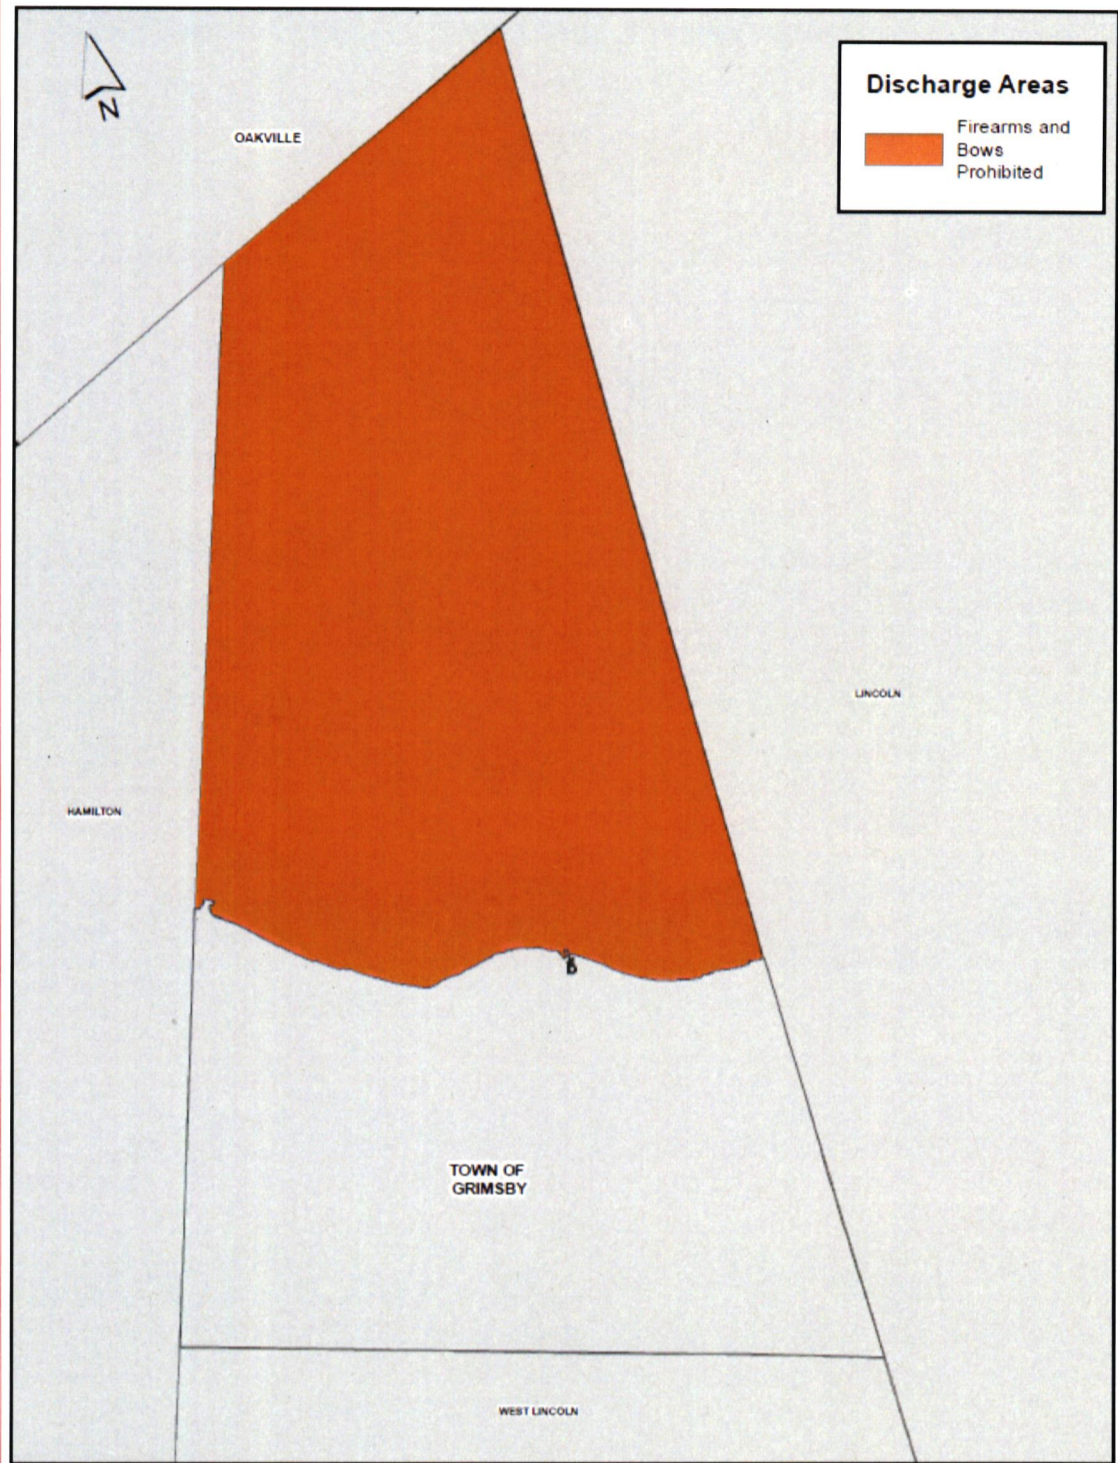 N
OAKVILLE
Discharge Areas
Firearms and
Bows
Prohibited
LINCOLN
HAMILTON
TOWN OF
GRIMSBY
WEST LINCOLN